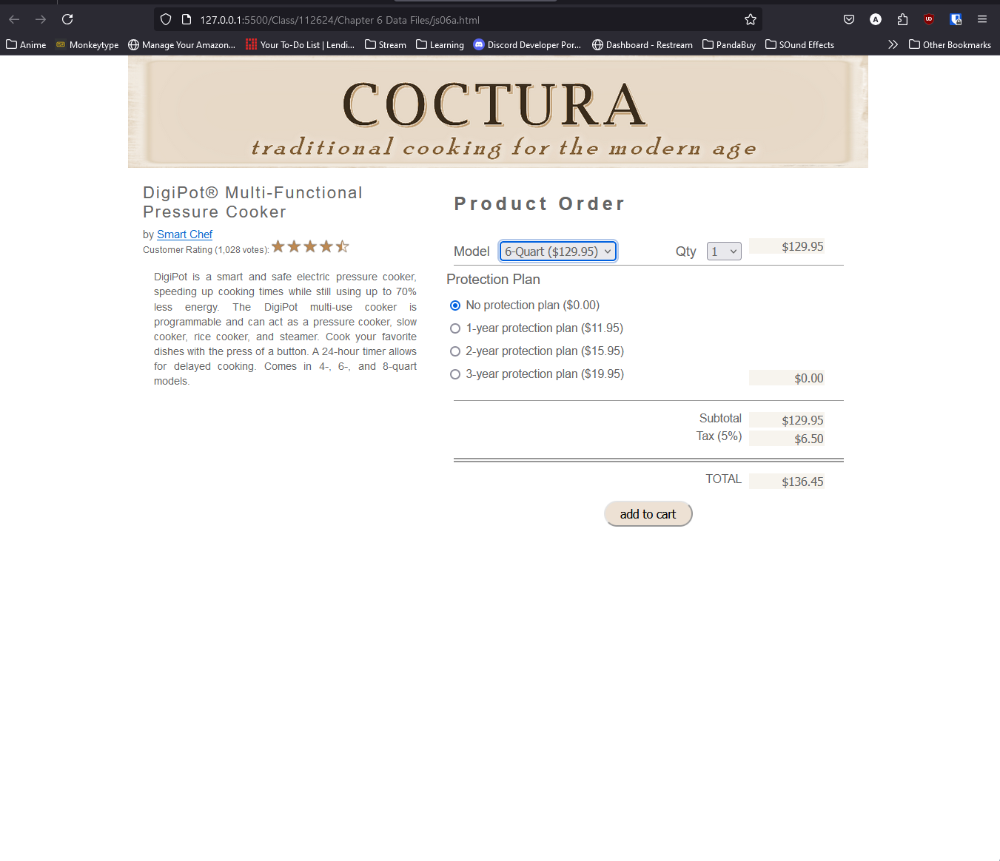 127.0.0.1:5500/Class/112624/Chapter 6 Data Files/js06a.html
Anime Monkeytype Manage Your Amazon... Your To-Do List | Lendi... Stream Learning Discord Developer Por... Dashboard - Restream PandaBuy SOund Effects Other Bookmarks
COCTURA
traditional cooking for the modern age
DigiPot® Multi-Functional
Pressure Cooker
by Smart Chef
Customer Rating (1,028 votes):
DigiPot is a smart and safe electric pressure cooker,
speeding up cooking times while still using up to 70%
less energy. The DigiPot multi-use cooker is
programmable and can act as a pressure cooker, slow
cooker, rice cooker, and steamer. Cook your favorite
dishes with the press of a button. A 24-hour timer allows
for delayed cooking. Comes in 4-, 6-, and 8-quart
models.
Product Order
Model 6-Quart ($129.95) Qty 1 $129.95
Protection Plan
No protection plan ($0.00)
1-year protection plan ($11.95)
2-year protection plan ($15.95)
3-year protection plan ($19.95)
$0.00
Subtotal $129.95
Tax (5%) $6.50
TOTAL $136.45
add to cart